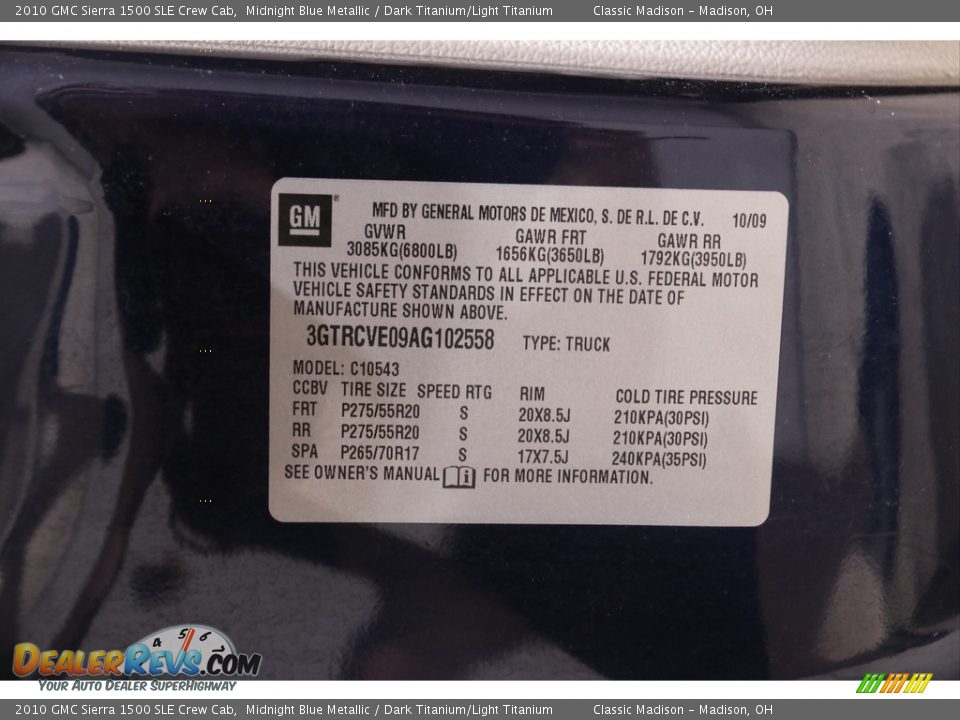 2010 GMC Sierra 1500 SLE Crew Cab, Midnight Blue Metallic / Dark Titanium/Light Titanium Classic Madison – Madison, OH
GM ® MFD BY GENERAL MOTORS DE MEXICO, S. DE R.L. DE C.V. 10/09
GVWR GAWR FRT GAWR RR
3085KG(6800LB) 1656KG(3650LB) 1792KG(3950LB)
THIS VEHICLE CONFORMS TO ALL APPLICABLE U.S. FEDERAL MOTOR
VEHICLE SAFETY STANDARDS IN EFFECT ON THE DATE OF
MANUFACTURE SHOWN ABOVE.
3GTRCVE09AG102558 TYPE: TRUCK
MODEL: C10543
CCBV TIRE SIZE SPEED RTG RIM COLD TIRE PRESSURE
FRT P275/55R20 S 20X8.5J 210KPA(30PSI)
RR P275/55R20 S 20X8.5J 210KPA(30PSI)
SPA P265/70R17 S 17X7.5J 240KPA(35PSI)
SEE OWNER'S MANUAL i FOR MORE INFORMATION.
4 5 6 7
DealerRevs.com
Your Auto Dealer SuperHighway
2010 GMC Sierra 1500 SLE Crew Cab, Midnight Blue Metallic / Dark Titanium/Light Titanium Classic Madison – Madison, OH